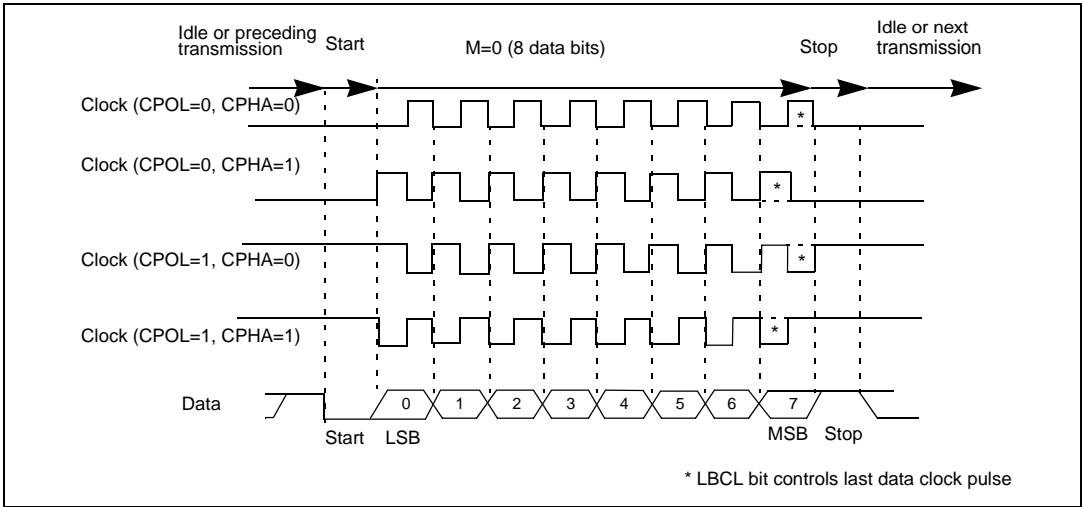 Idle or preceding
transmission
Start
M=0 (8 data bits)
Stop
Idle or next
transmission
Clock (CPOL=0, CPHA=0)
*
Clock (CPOL=0, CPHA=1)
*
Clock (CPOL=1, CPHA=0)
*
Clock (CPOL=1, CPHA=1)
*
Data
0 1 2 3 4 5 6 7
Start LSB MSB Stop
* LBCL bit controls last data clock pulse